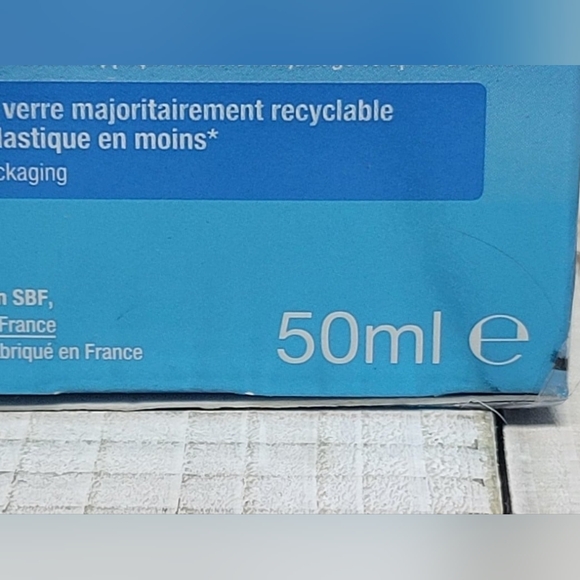 verre majoritairement recyclable
lastique en moins*
ckaging
n SBF,
France
briqué en France
50ml ℮